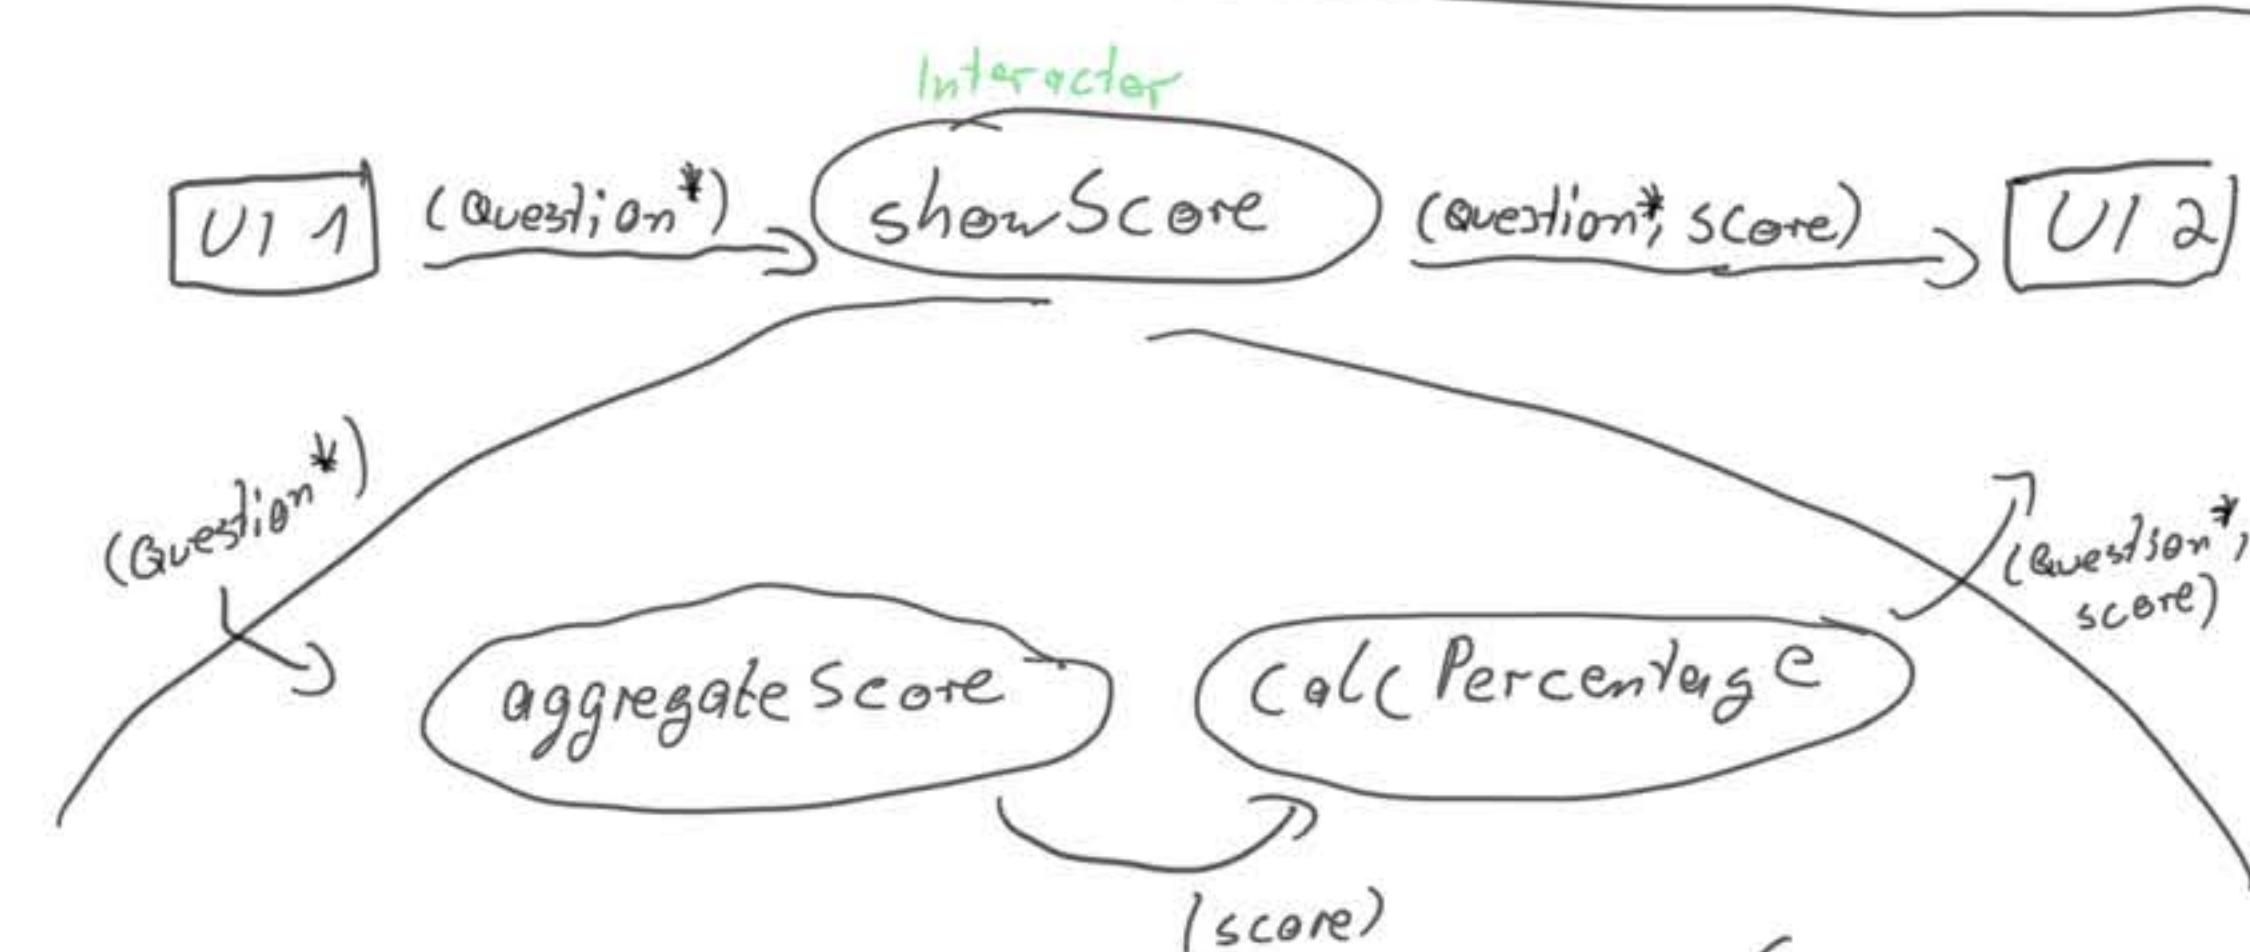 Interactor
UI 1
(Question*)
showScore
(Question*, Score)
UI 2
(Question*)
(Question*,
score)
aggregateScore
calcPercentage
(score)